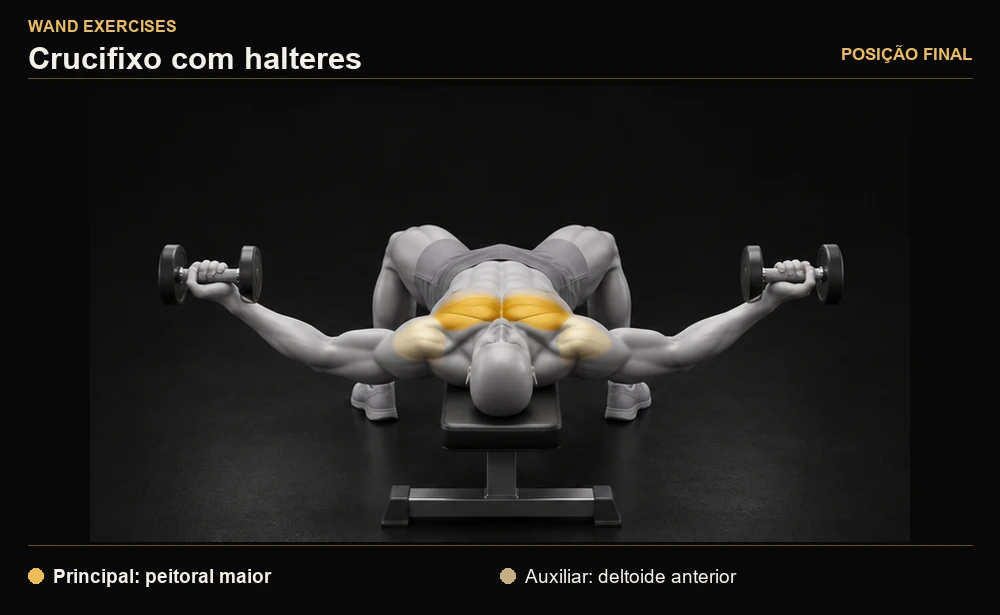 WAND EXERCISES
Crucifixo com halteres
POSIÇÃO FINAL
Principal: peitoral maior
Auxiliar: deltoide anterior